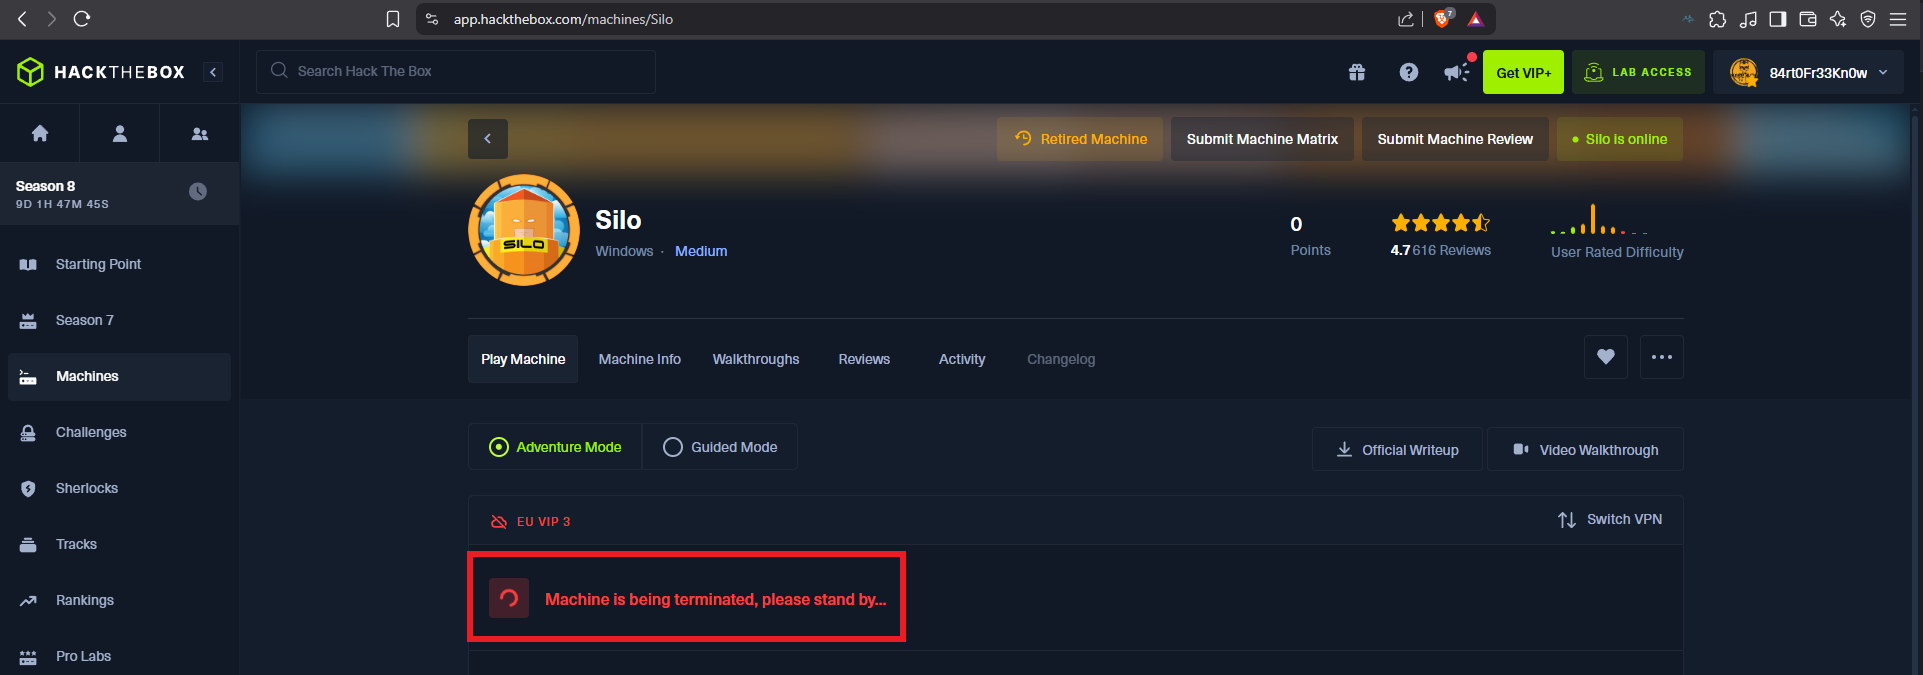 app.hackthebox.com/machines/Silo
7
HACKTHEBOX
Search Hack The Box
Get VIP+
LAB ACCESS
84rt0Fr33Kn0w
Retired Machine
Submit Machine Matrix
Submit Machine Review
Silo is online
Season 8
9D 1H 47M 45S
SILO
Silo
Windows · Medium
0
Points
4.7 616 Reviews
User Rated Difficulty
Starting Point
Season 7
Machines
Challenges
Sherlocks
Tracks
Rankings
Pro Labs
Play Machine
Machine Info
Walkthroughs
Reviews
Activity
Changelog
Adventure Mode
Guided Mode
Official Writeup
Video Walkthrough
EU VIP 3
Switch VPN
Machine is being terminated, please stand by...